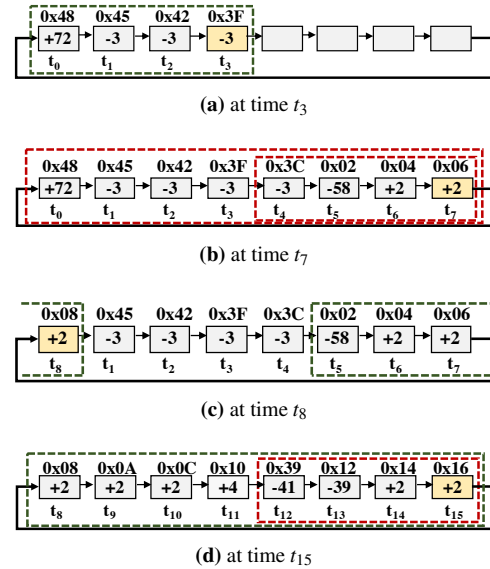 0x48 0x45 0x42 0x3F
+72 -3 -3 -3
t0 t1 t2 t3
(a) at time t3
0x48 0x45 0x42 0x3F 0x3C 0x02 0x04 0x06
+72 -3 -3 -3 -3 -58 +2 +2
t0 t1 t2 t3 t4 t5 t6 t7
(b) at time t7
0x08 0x45 0x42 0x3F 0x3C 0x02 0x04 0x06
+2 -3 -3 -3 -3 -58 +2 +2
t8 t1 t2 t3 t4 t5 t6 t7
(c) at time t8
0x08 0x0A 0x0C 0x10 0x39 0x12 0x14 0x16
+2 +2 +2 +4 -41 -39 +2 +2
t8 t9 t10 t11 t12 t13 t14 t15
(d) at time t15